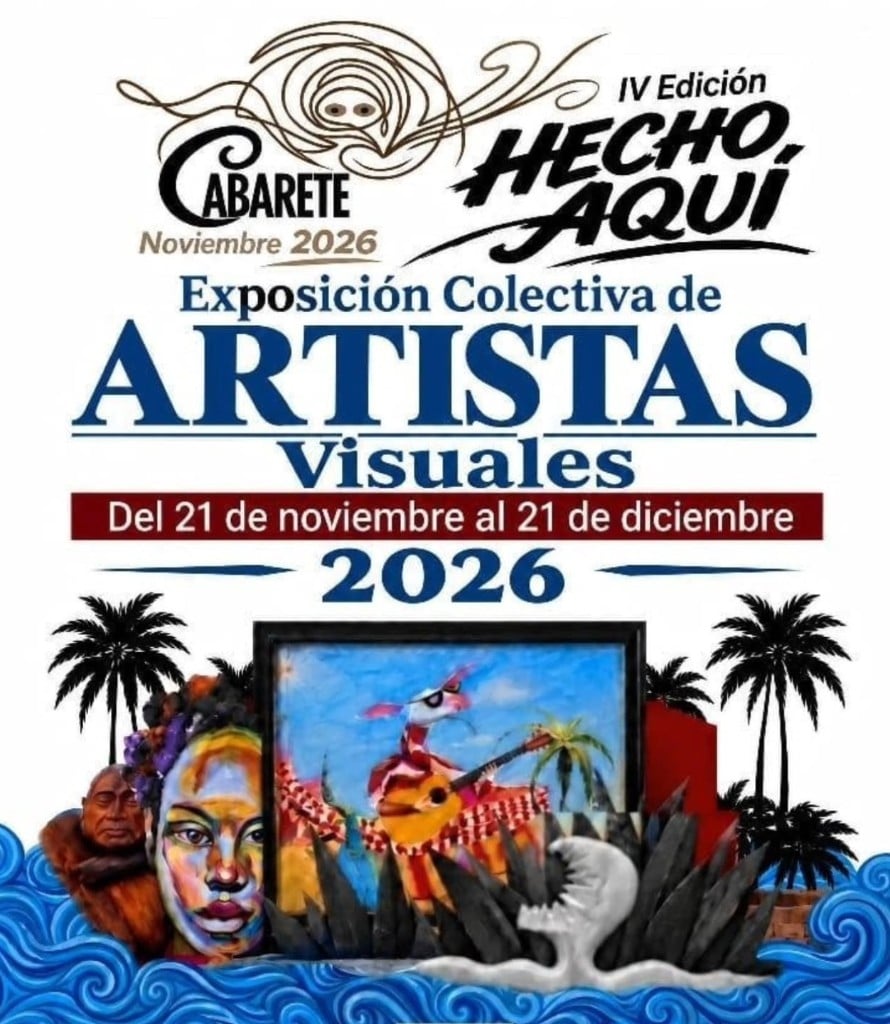 CABARETE
Noviembre 2026
IV Edición
HECHO
AQUÍ
Exposición Colectiva de
ARTISTAS
Visuales
Del 21 de noviembre al 21 de diciembre
2026